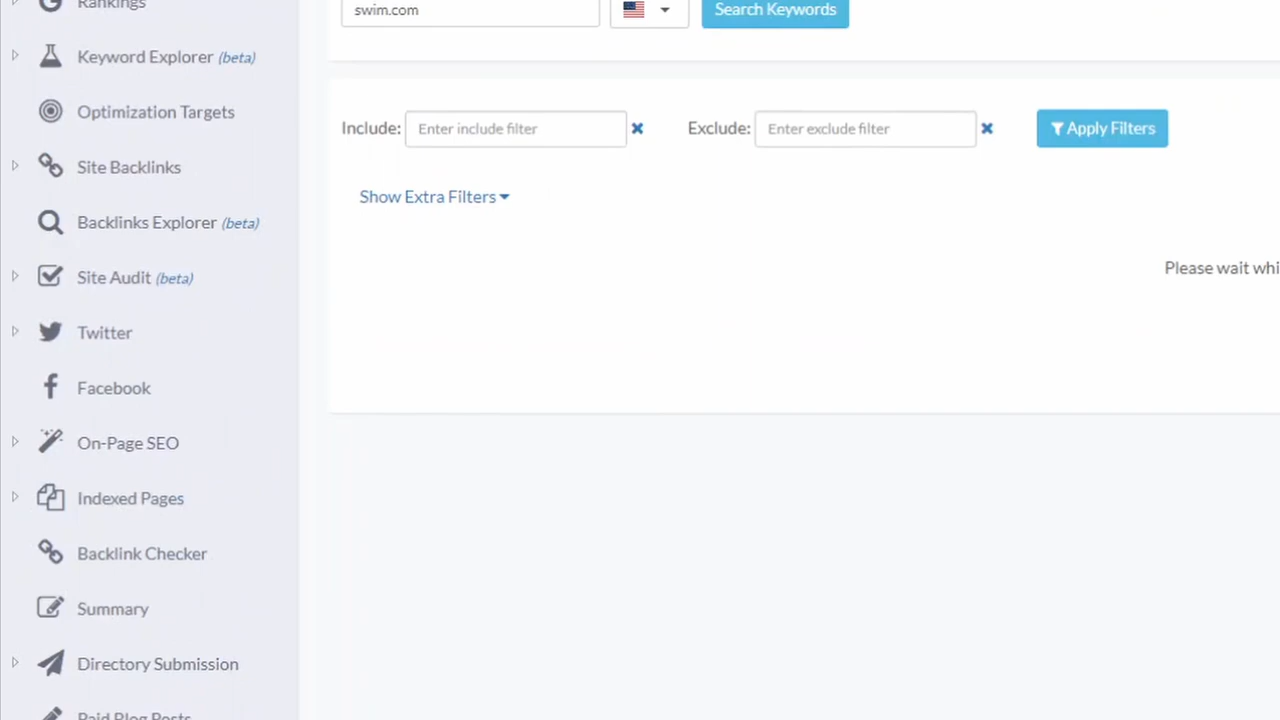 Rankings
swim.com
Search Keywords
Keyword Explorer (beta)
Optimization Targets
Include: Enter include filter
Exclude: Enter exclude filter
Apply Filters
Site Backlinks
Show Extra Filters
Backlinks Explorer (beta)
Site Audit (beta)
Please wait whi
Twitter
Facebook
On-Page SEO
Indexed Pages
Backlink Checker
Summary
Directory Submission
Paid Blog Posts